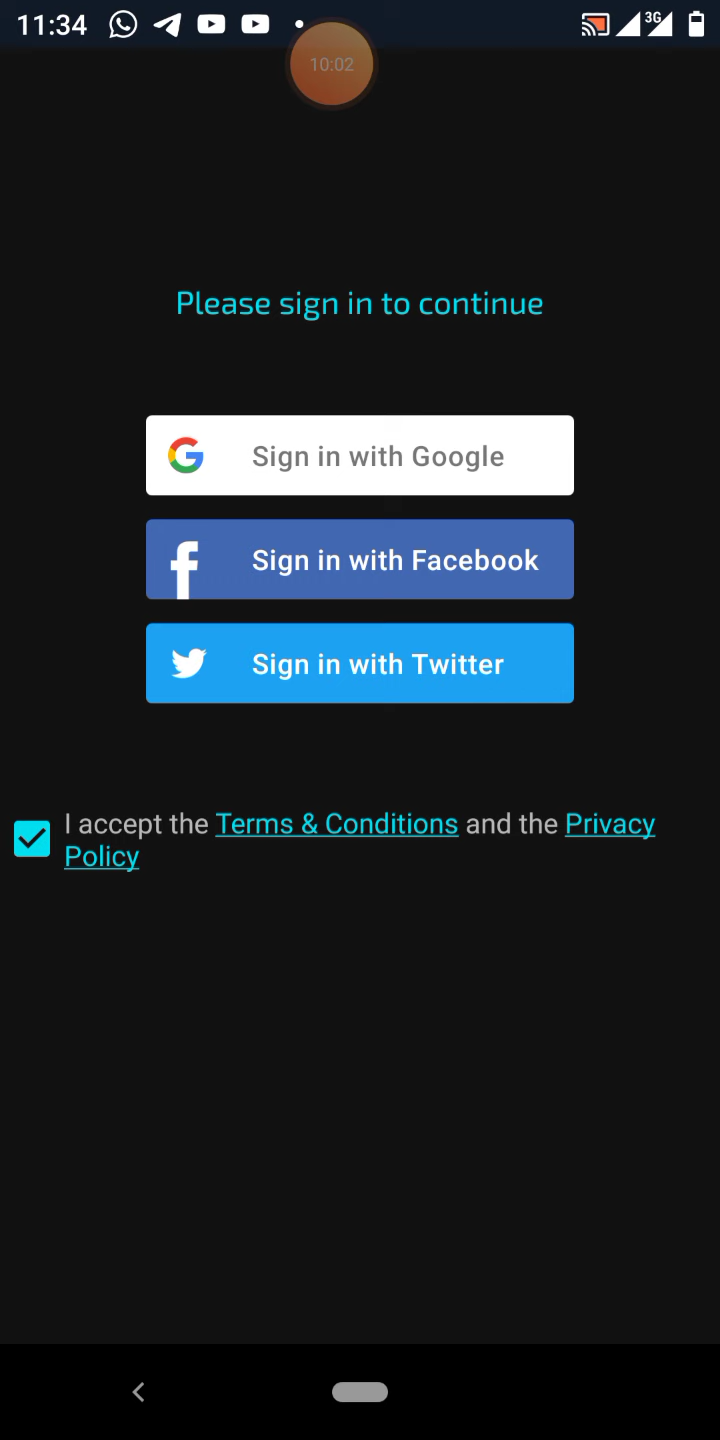 11:34
3G
10:02
Please sign in to continue
Sign in with Google
Sign in with Facebook
Sign in with Twitter
I accept the Terms & Conditions and the Privacy
Policy